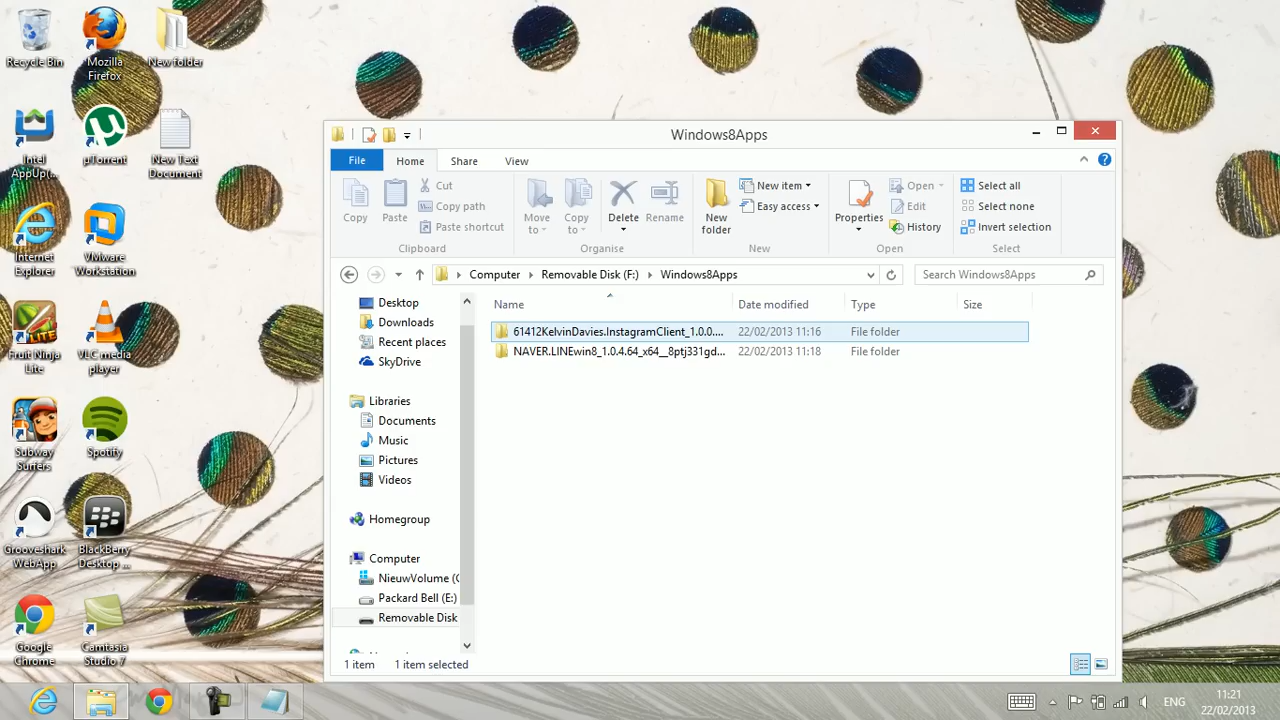 Recycle Bin
Mozilla
Firefox
New folder
Intel
AppUp(...
µTorrent
New Text
Document
Internet
Explorer
VMware
Workstation
Fruit Ninja
Lite
VLC media
player
Subway
Surfers
Spotify
Grooveshark
WebApp
BlackBerry
Desktop ...
Google
Chrome
Camtasia
Studio 7
Windows8Apps
File
Home
Share
View
Copy
Paste
Cut
Copy path
Paste shortcut
Clipboard
Move
to
Copy
to
Delete
Rename
Organise
New
folder
New item
Easy access
New
Properties
Open
Edit
History
Open
Select all
Select none
Invert selection
Select
Computer
Removable Disk (F:)
Windows8Apps
Search Windows8Apps
Desktop
Downloads
Recent places
SkyDrive
Libraries
Documents
Music
Pictures
Videos
Homegroup
Computer
NieuwVolume (
Packard Bell (E:)
Removable Disk
Name
Date modified
Type
Size
61412KelvinDavies.InstagramClient_1.0.0....
22/02/2013 11:16
File folder
NAVER.LINEwin8_1.0.4.64_x64__8ptj331gd...
22/02/2013 11:18
File folder
1 item
1 item selected
ENG
11:21
22/02/2013